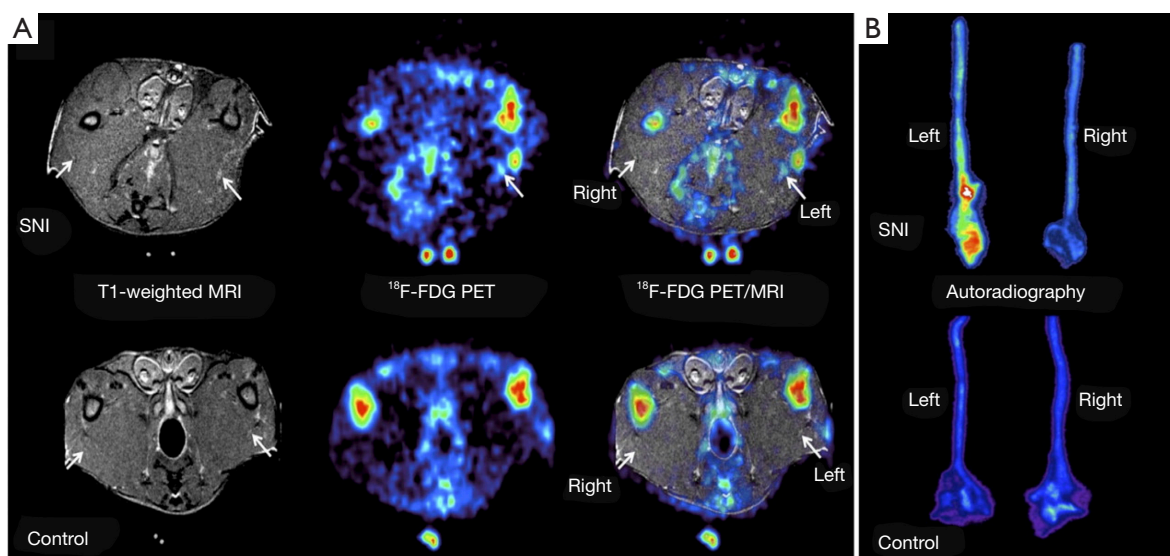 A
B
Right
Left
SNI
Left
Right
SNI
T1-weighted MRI
¹⁸F-FDG PET
¹⁸F-FDG PET/MRI
Autoradiography
Right
Left
Control
Left
Right
Control